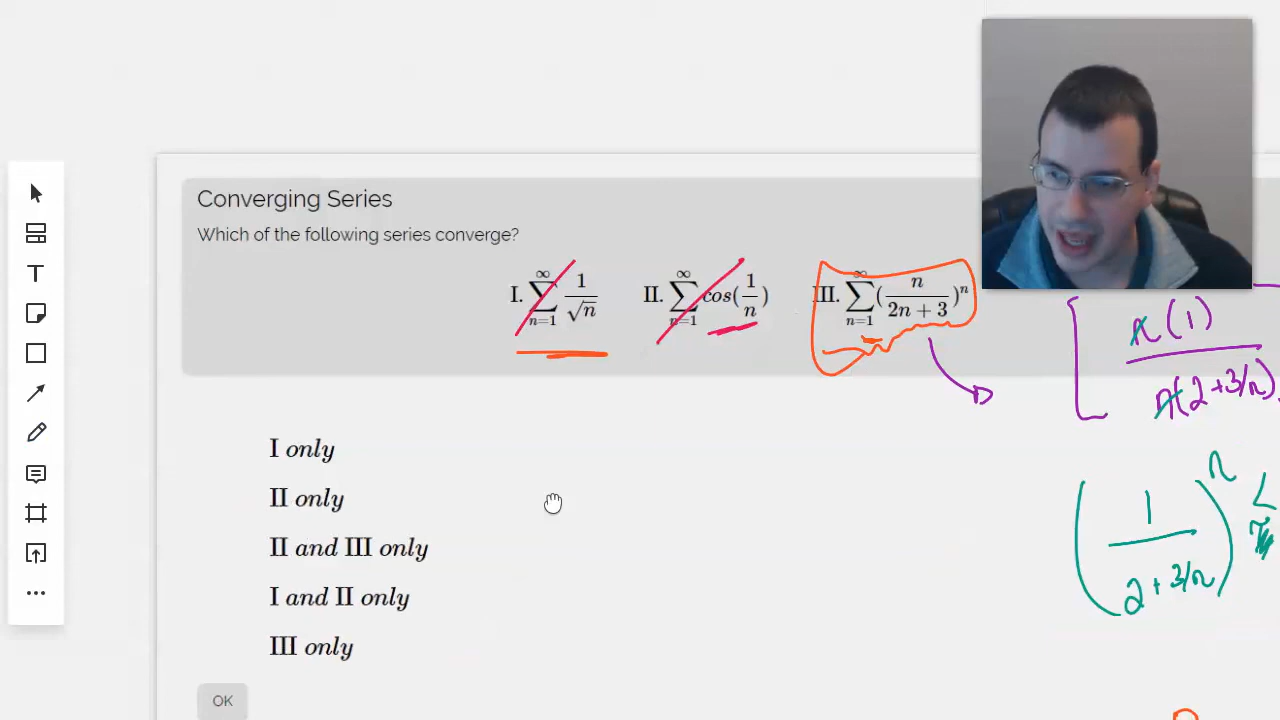 Converging Series
Which of the following series converge?
I. ∑_{n=1}^{∞} 1/√n    II. ∑_{n=1}^{∞} cos(1/n)    III. ∑_{n=1}^{∞} (n/(2n+3))^n
n(1)
n(2+3/n)
(1/(2+3/n))^n <
I only
II only
II and III only
I and II only
III only
OK
T